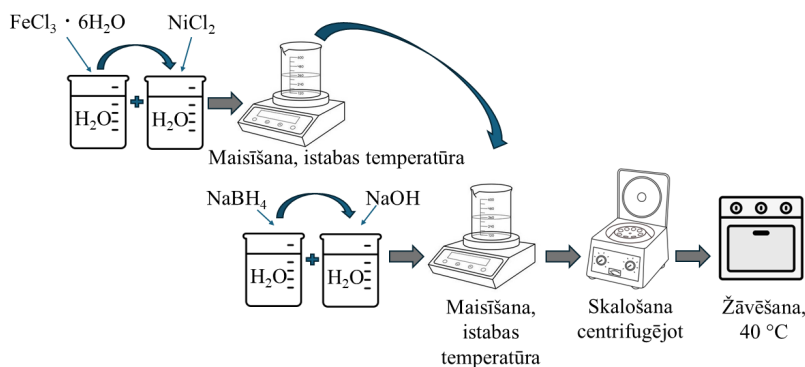 FeCl₃ · 6H₂O
NiCl₂
H₂O
+
H₂O
Maisīšana, istabas temperatūra
NaBH₄
NaOH
H₂O
+
H₂O
Maisīšana,
istabas
temperatūra
Skalošana
centrifugējot
Žāvēšana,
40 °C